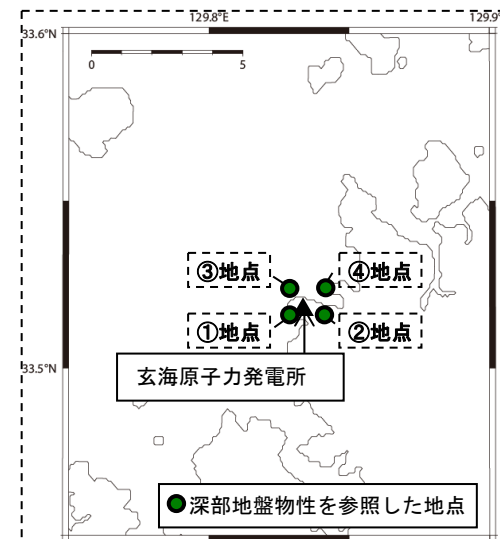 129.8°E
129.9°
33.6°N
0 5
③地点 ④地点
①地点 ②地点
玄海原子力発電所
33.5°N
深部地盤物性を参照した地点